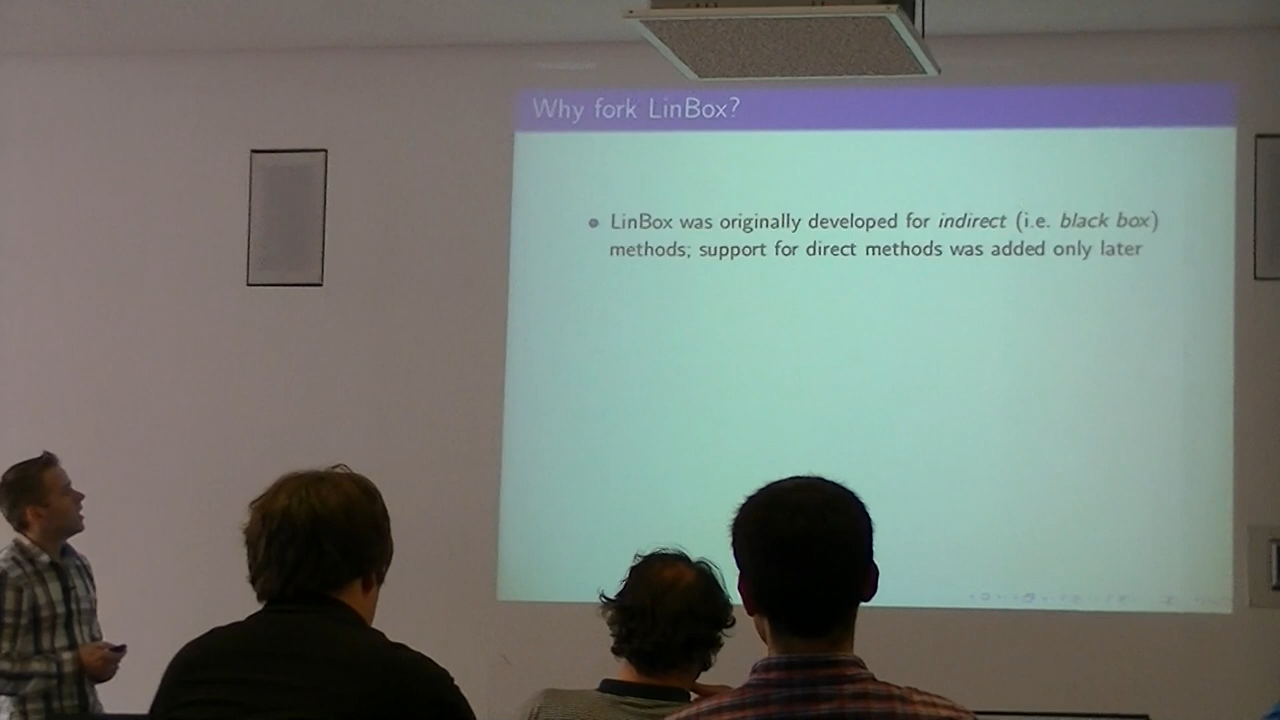 Why fork LinBox?
LinBox was originally developed for indirect (i.e. black box)
methods; support for direct methods was added only later